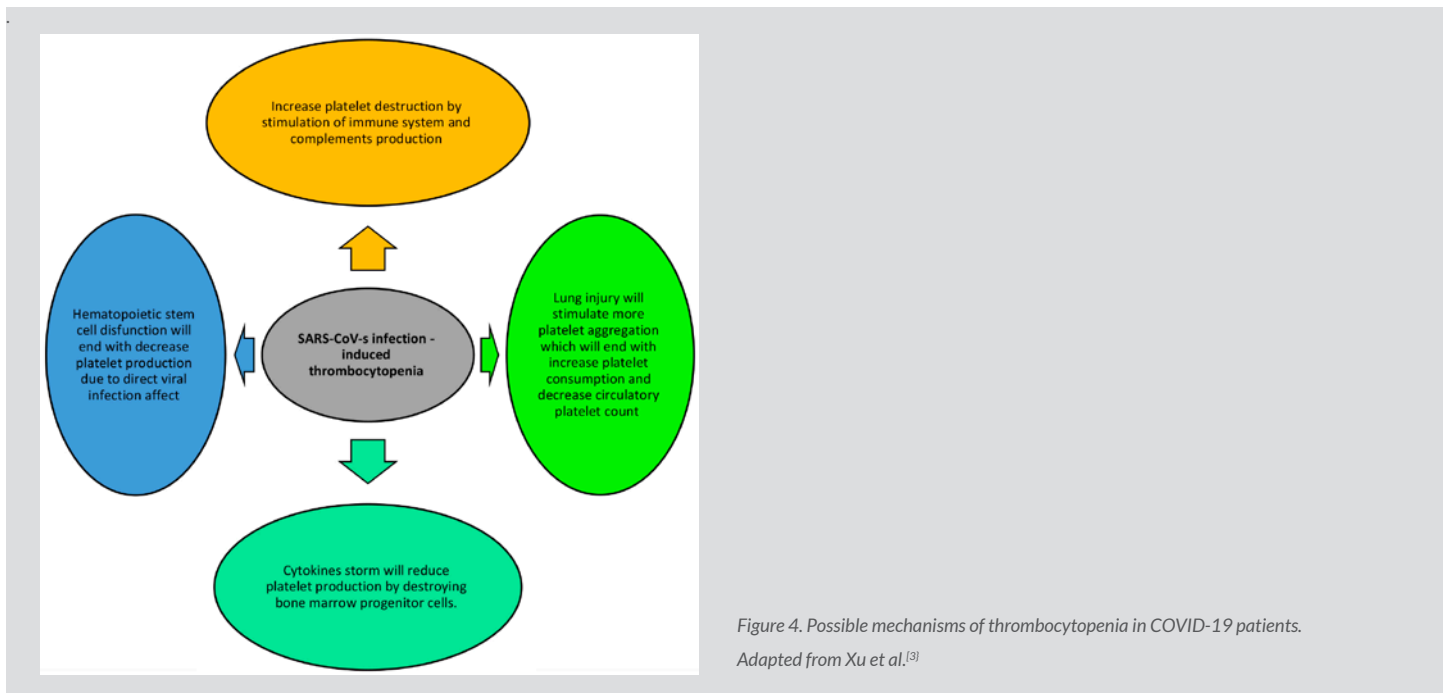 .
Increase platelet destruction by
stimulation of immune system and
complements production
Hematopoietic stem
cell disfunction will
end with decrease
platelet production
due to direct viral
infection affect
SARS-CoV-s infection -
induced
thrombocytopenia
Lung injury will
stimulate more
platelet aggregation
which will end with
increase platelet
consumption and
decrease circulatory
platelet count
Cytokines storm will reduce
platelet production by destroying
bone marrow progenitor cells.
Figure 4. Possible mechanisms of thrombocytopenia in COVID-19 patients.
Adapted from Xu et al.[3]